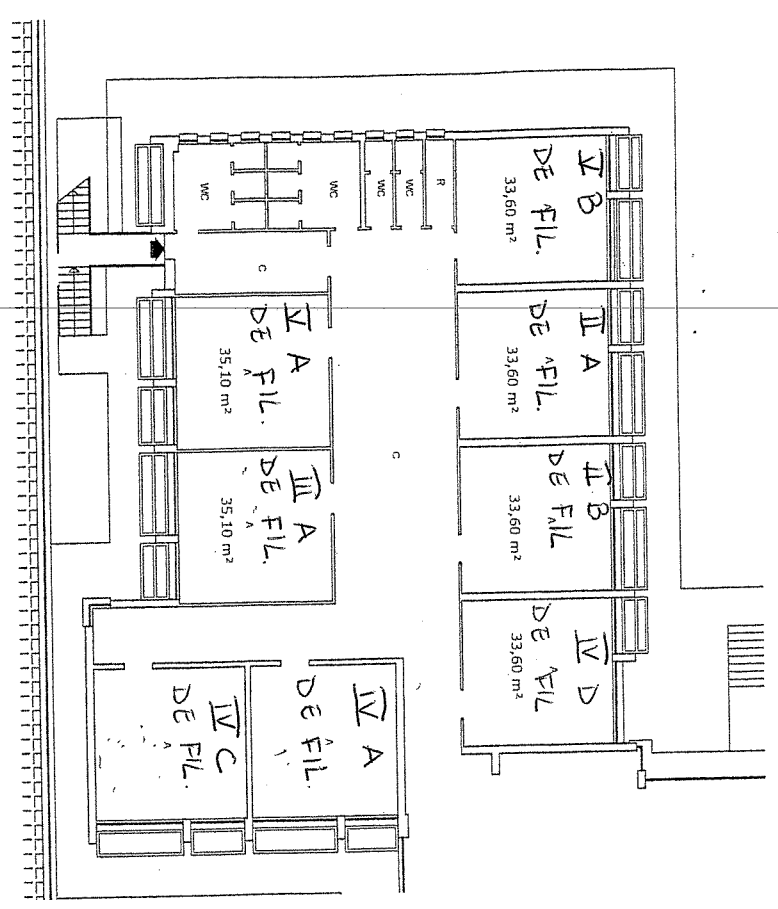 V B
DE FIL.
33,60 m²
II A
DE FIL.
33,60 m²
II B
DE FIL
33,60 m²
IV D
DE FIL
33,60 m²
R
WC
WC
WC
WC
C
C
V A
DE FIL.
35,10 m²
III A
DE FIL.
35,10 m²
IV A
DE FIL.
IV C
DE FIL.